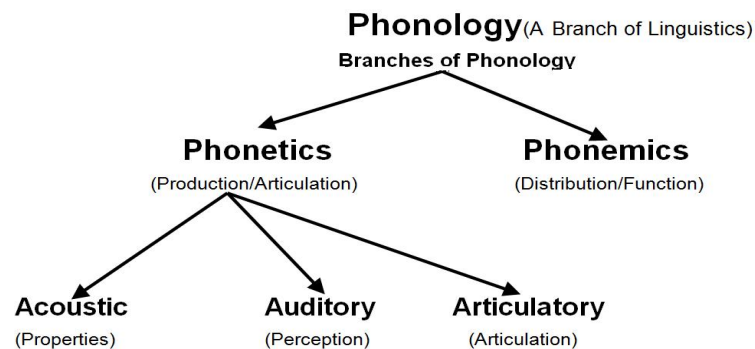 Phonology(A Branch of Linguistics)
Branches of Phonology
Phonetics
(Production/Articulation)
Phonemics
(Distribution/Function)
Acoustic
(Properties)
Auditory
(Perception)
Articulatory
(Articulation)